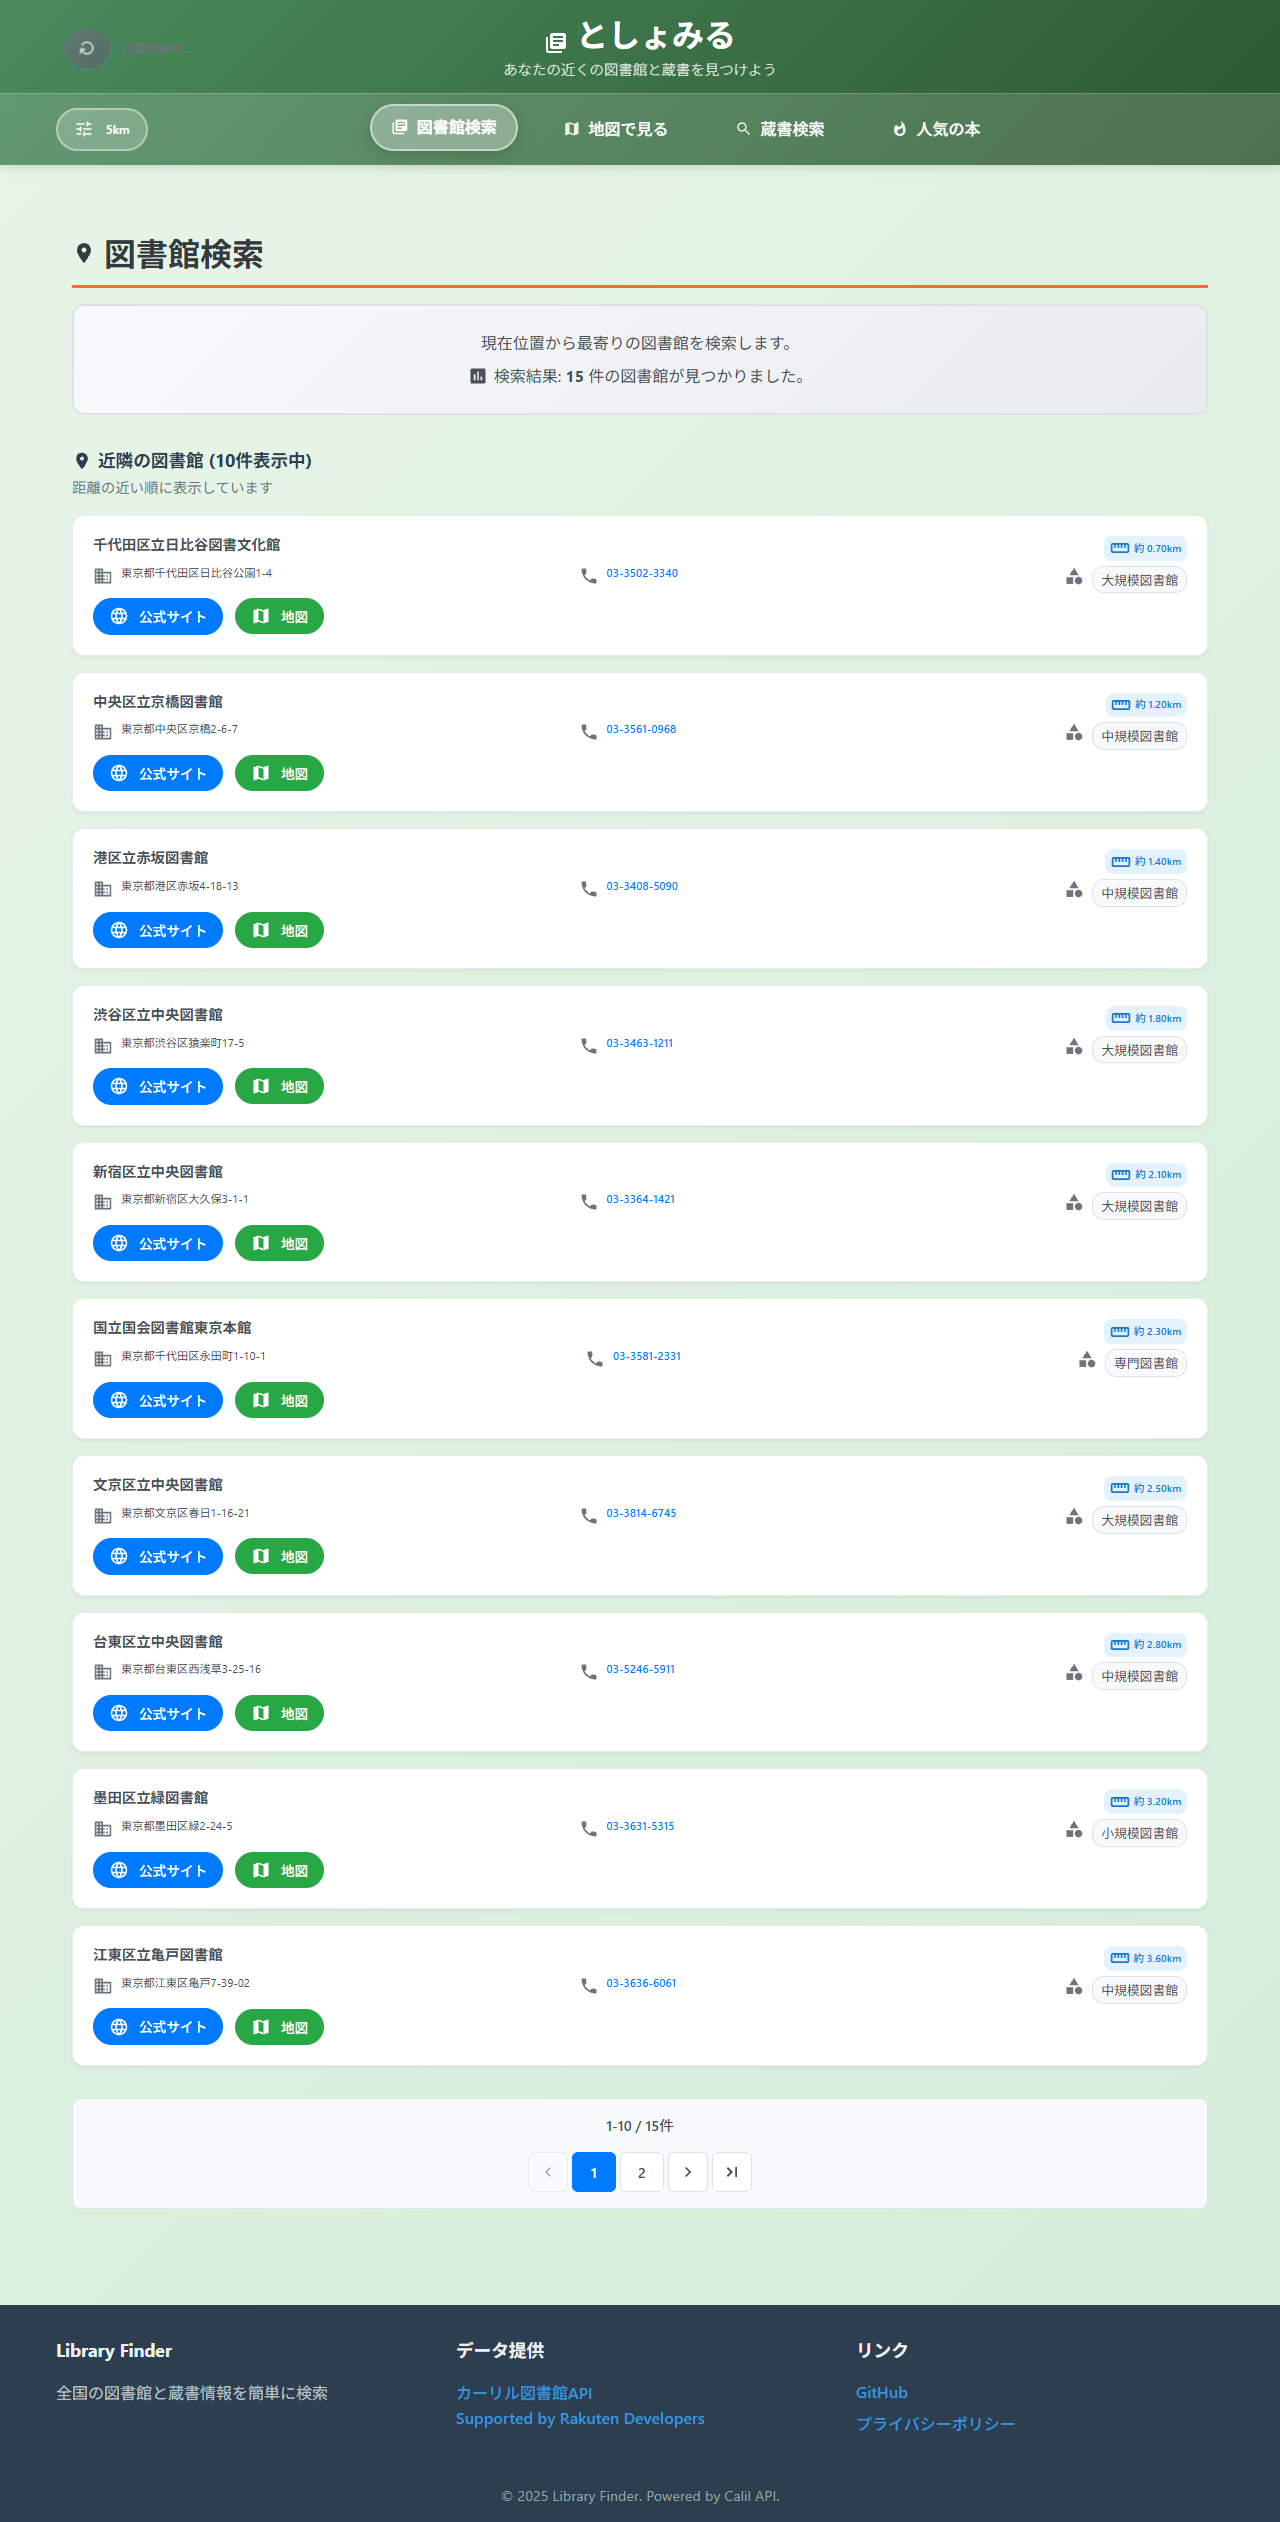 としょみる
あなたの近くの図書館と蔵書を見つけよう
位置取得中...
5km
図書館検索
地図で見る
蔵書検索
人気の本
図書館検索
現在位置から最寄りの図書館を検索します。
検索結果: 15 件の図書館が見つかりました。
近隣の図書館 (10件表示中)
距離の近い順に表示しています
千代田区立日比谷図書文化館
約 0.70km
東京都千代田区日比谷公園1-4
03-3502-3340
大規模図書館
公式サイト
地図
中央区立京橋図書館
約 1.20km
東京都中央区京橋2-6-7
03-3561-0968
中規模図書館
公式サイト
地図
港区立赤坂図書館
約 1.40km
東京都港区赤坂4-18-13
03-3408-5090
中規模図書館
公式サイト
地図
渋谷区立中央図書館
約 1.80km
東京都渋谷区猿楽町17-5
03-3463-1211
大規模図書館
公式サイト
地図
新宿区立中央図書館
約 2.10km
東京都新宿区大久保3-1-1
03-3364-1421
大規模図書館
公式サイト
地図
国立国会図書館東京本館
約 2.30km
東京都千代田区永田町1-10-1
03-3581-2331
専門図書館
公式サイト
地図
文京区立中央図書館
約 2.50km
東京都文京区春日1-16-21
03-3814-6745
大規模図書館
公式サイト
地図
台東区立中央図書館
約 2.80km
東京都台東区西浅草3-25-16
03-5246-5911
中規模図書館
公式サイト
地図
墨田区立緑図書館
約 3.20km
東京都墨田区緑2-24-5
03-3631-5315
小規模図書館
公式サイト
地図
江東区立亀戸図書館
約 3.60km
東京都江東区亀戸7-39-02
03-3636-6061
中規模図書館
公式サイト
地図
1-10 / 15件
1
2
Library Finder
全国の図書館と蔵書情報を簡単に検索
データ提供
カーリル図書館API
Supported by Rakuten Developers
リンク
GitHub
プライバシーポリシー
© 2025 Library Finder. Powered by Calil API.